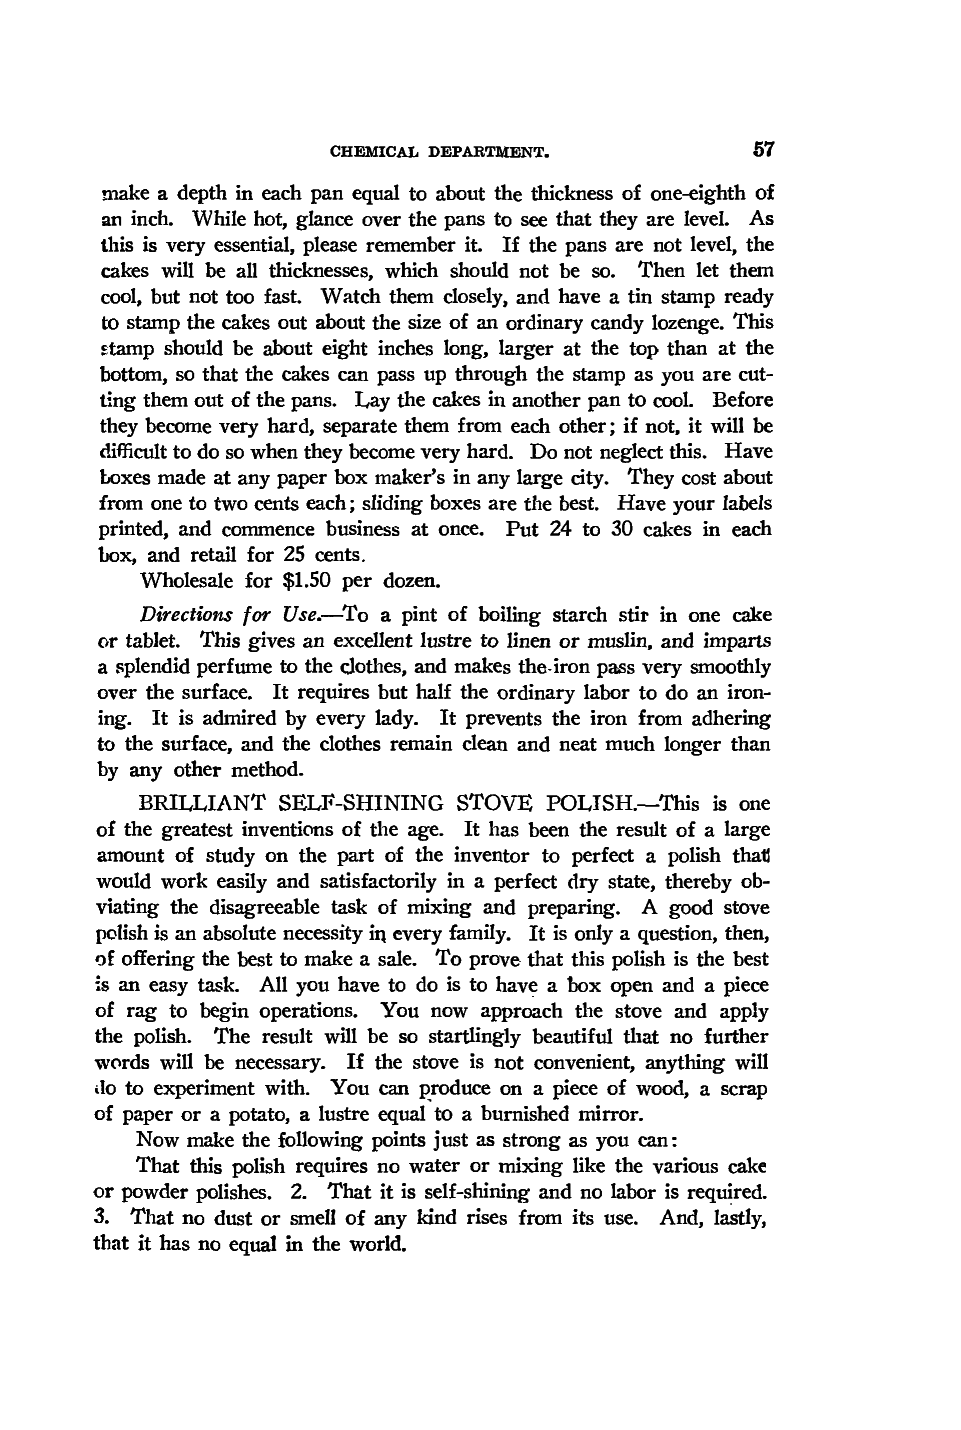 CHEMICAL DEPARTMENT. 57
make a depth in each pan equal to about the thickness of one-eighth of
an inch. While hot, glance over the pans to see that they are level. As
this is very essential, please remember it. If the pans are not level, the
cakes will be all thicknesses, which should not be so. Then let them
cool, but not too fast. Watch them closely, and have a tin stamp ready
to stamp the cakes out about the size of an ordinary candy lozenge. This
stamp should be about eight inches long, larger at the top than at the
bottom, so that the cakes can pass up through the stamp as you are cut-
ting them out of the pans. Lay the cakes in another pan to cool. Before
they become very hard, separate them from each other; if not, it will be
difficult to do so when they become very hard. Do not neglect this. Have
boxes made at any paper box maker's in any large city. They cost about
from one to two cents each; sliding boxes are the best. Have your labels
printed, and commence business at once. Put 24 to 30 cakes in each
box, and retail for 25 cents.
Wholesale for $1.50 per dozen.
Directions for Use.—To a pint of boiling starch stir in one cake
or tablet. This gives an excellent lustre to linen or muslin, and imparts
a splendid perfume to the clothes, and makes the iron pass very smoothly
over the surface. It requires but half the ordinary labor to do an iron-
ing. It is admired by every lady. It prevents the iron from adhering
to the surface, and the clothes remain clean and neat much longer than
by any other method.
BRILLIANT SELF-SHINING STOVE POLISH.—This is one
of the greatest inventions of the age. It has been the result of a large
amount of study on the part of the inventor to perfect a polish that
would work easily and satisfactorily in a perfect dry state, thereby ob-
viating the disagreeable task of mixing and preparing. A good stove
polish is an absolute necessity in every family. It is only a question, then,
of offering the best to make a sale. To prove that this polish is the best
is an easy task. All you have to do is to have a box open and a piece
of rag to begin operations. You now approach the stove and apply
the polish. The result will be so startlingly beautiful that no further
words will be necessary. If the stove is not convenient, anything will
do to experiment with. You can produce on a piece of wood, a scrap
of paper or a potato, a lustre equal to a burnished mirror.
Now make the following points just as strong as you can:
That this polish requires no water or mixing like the various cake
or powder polishes. 2. That it is self-shining and no labor is required.
3. That no dust or smell of any kind rises from its use. And, lastly,
that it has no equal in the world.